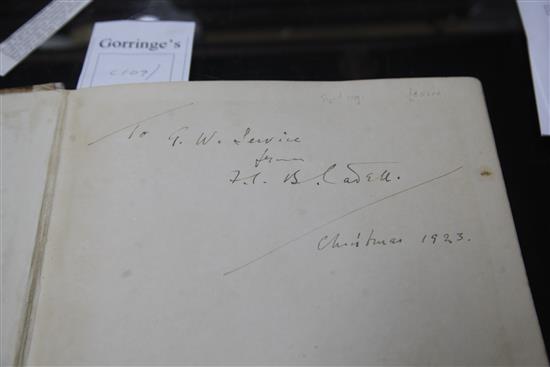 Gorringe's
To G. W. Service
from
F. C. B. Cadell.
Christmas 1923.